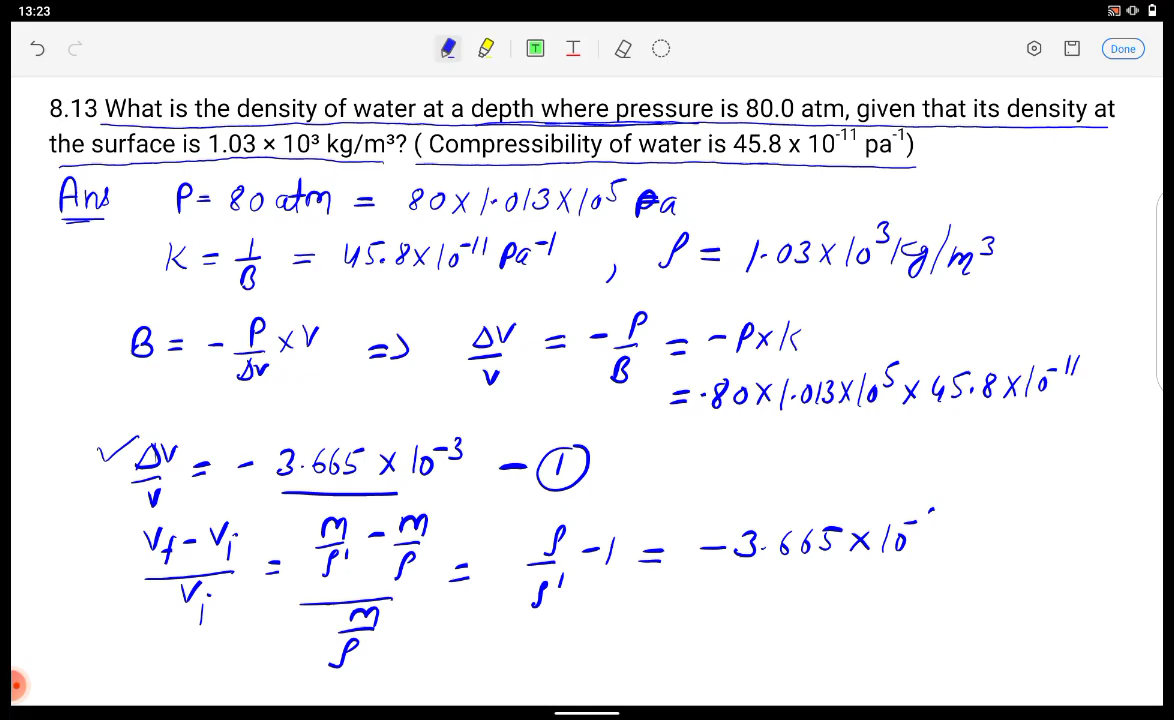 13:23
T T Done
8.13 What is the density of water at a depth where pressure is 80.0 atm, given that its density at
the surface is 1.03 × 10³ kg/m³? ( Compressibility of water is 45.8 x 10⁻¹¹ pa⁻¹)
Ans P = 80 atm = 80 × 1.013 × 10⁵ Pa
K = 1/B = 45.8 × 10⁻¹¹ Pa⁻¹ , ρ = 1.03 × 10³ kg/m³
B = - P/ΔV × V => ΔV/V = - P/B = - P × K
= -80 × 1.013 × 10⁵ × 45.8 × 10⁻¹¹
✓ ΔV/V = - 3.665 × 10⁻³ - ①
(Vf - Vi)/Vi = (m/ρ' - m/ρ)/(m/ρ) = ρ/ρ' - 1 = - 3.665 × 10⁻